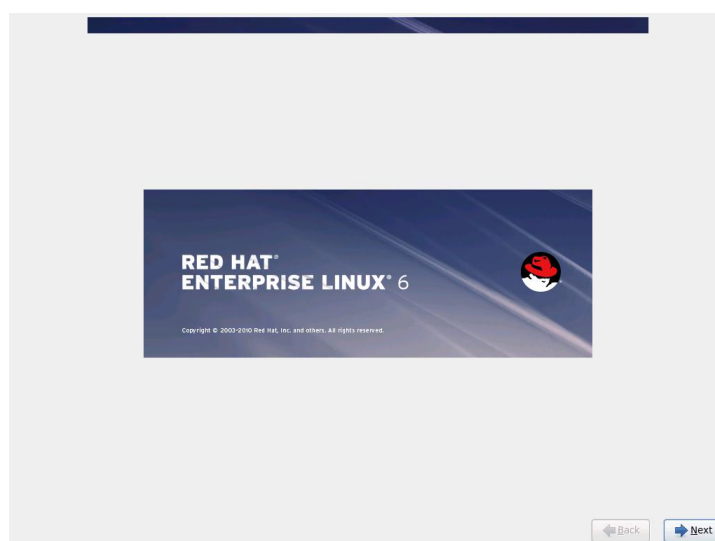 RED HAT®
ENTERPRISE LINUX® 6
Copyright © 2003-2010 Red Hat, Inc. and others. All rights reserved.
Back
Next